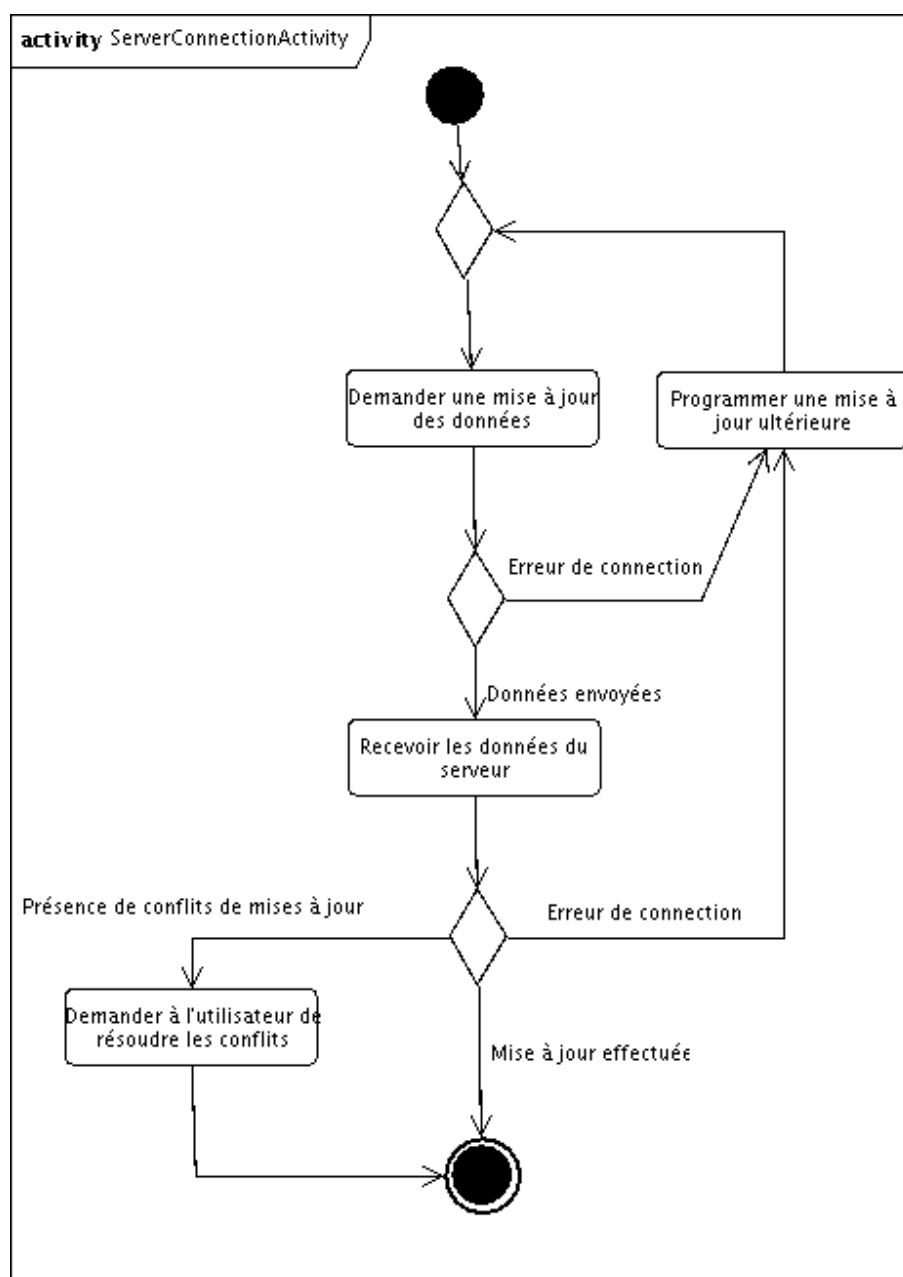 activity ServerConnectionActivity
Demander une mise à jour
des données
Programmer une mise à
jour ultérieure
Erreur de connection
Données envoyées
Recevoir les données du
serveur
Présence de conflits de mises à jour
Erreur de connection
Demander à l'utilisateur de
résoudre les conflits
Mise à jour effectuée